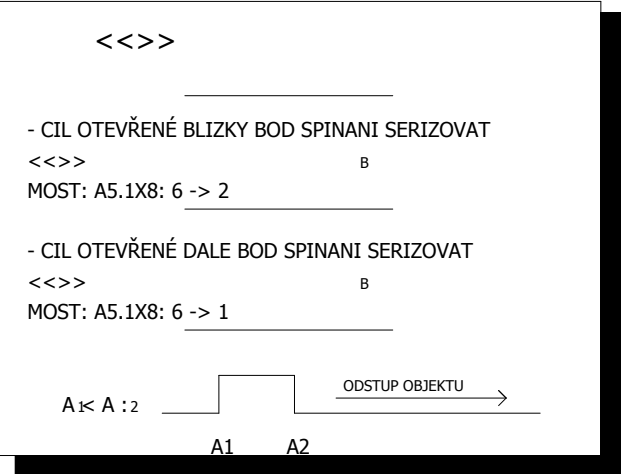 <<>>
- CIL OTEVŘENÉ BLIZKY BOD SPINANI SERIZOVAT
<<>> B
MOST: A5.1X8: 6 -> 2
- CIL OTEVŘENÉ DALE BOD SPINANI SERIZOVAT
<<>> B
MOST: A5.1X8: 6 -> 1
ODSTUP OBJEKTU
A1< A :2
A1 A2